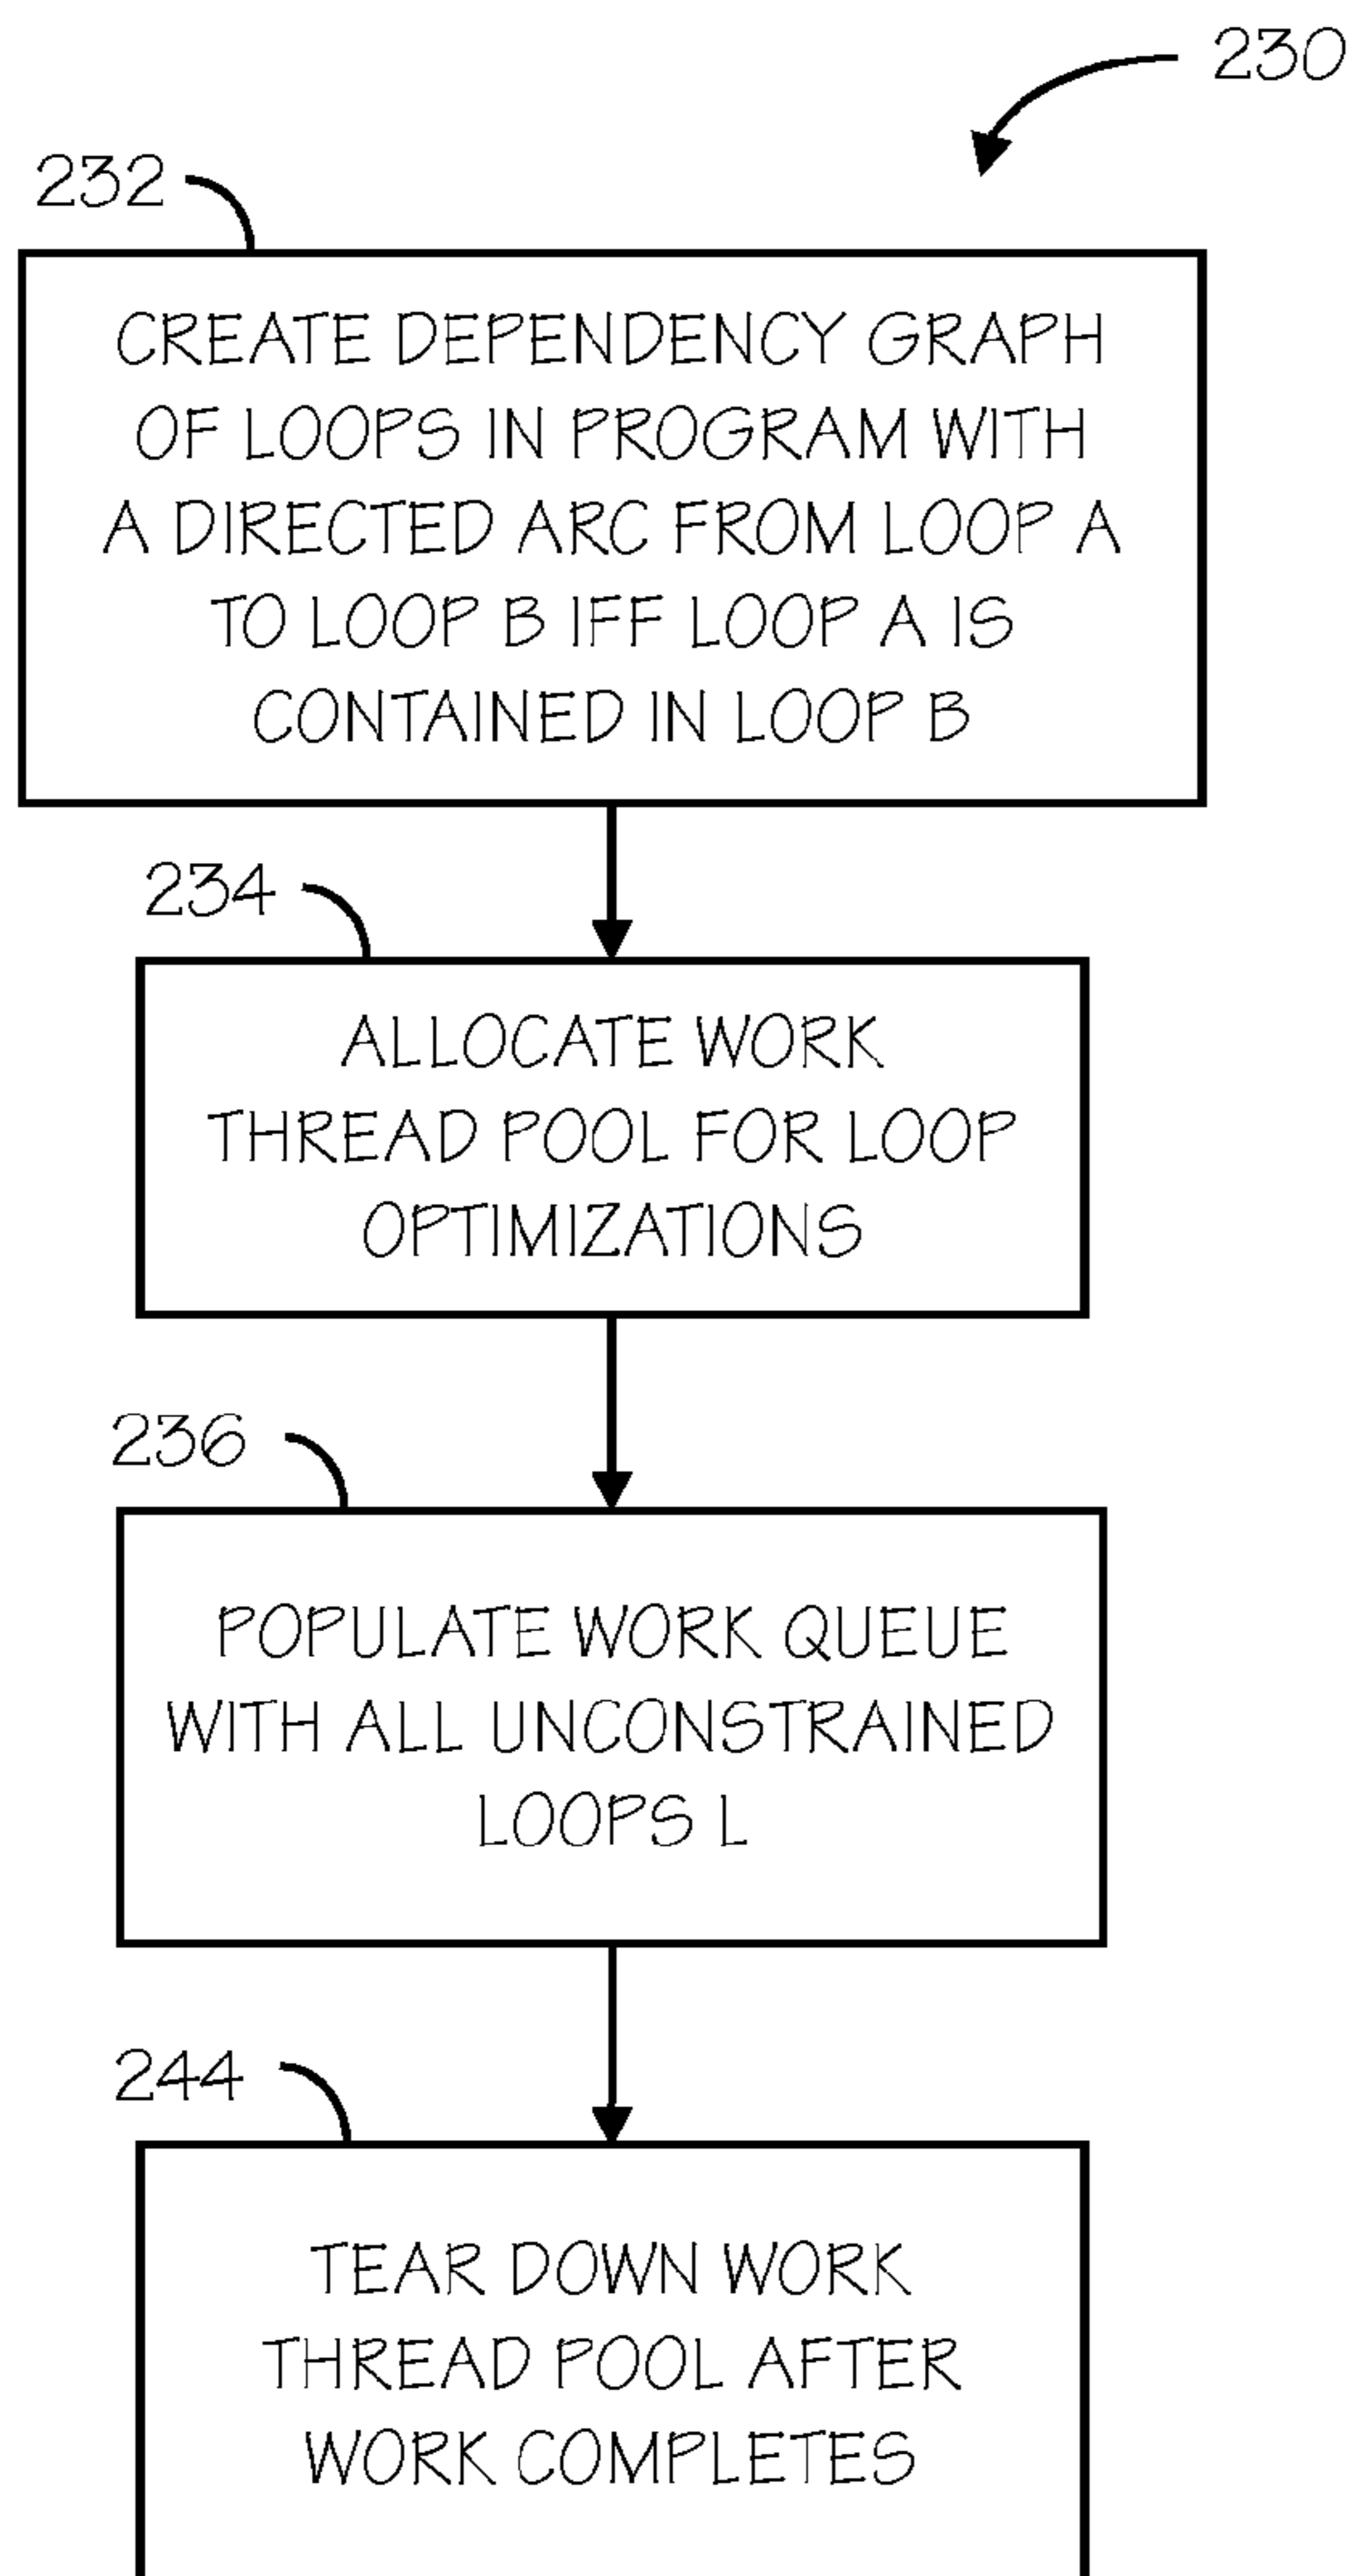 230
232
CREATE DEPENDENCY GRAPH
OF LOOPS IN PROGRAM WITH
A DIRECTED ARC FROM LOOP A
TO LOOP B IFF LOOP A IS
CONTAINED IN LOOP B
234
ALLOCATE WORK
THREAD POOL FOR LOOP
OPTIMIZATIONS
236
POPULATE WORK QUEUE
WITH ALL UNCONSTRAINED
LOOPS L
244
TEAR DOWN WORK
THREAD POOL AFTER
WORK COMPLETES